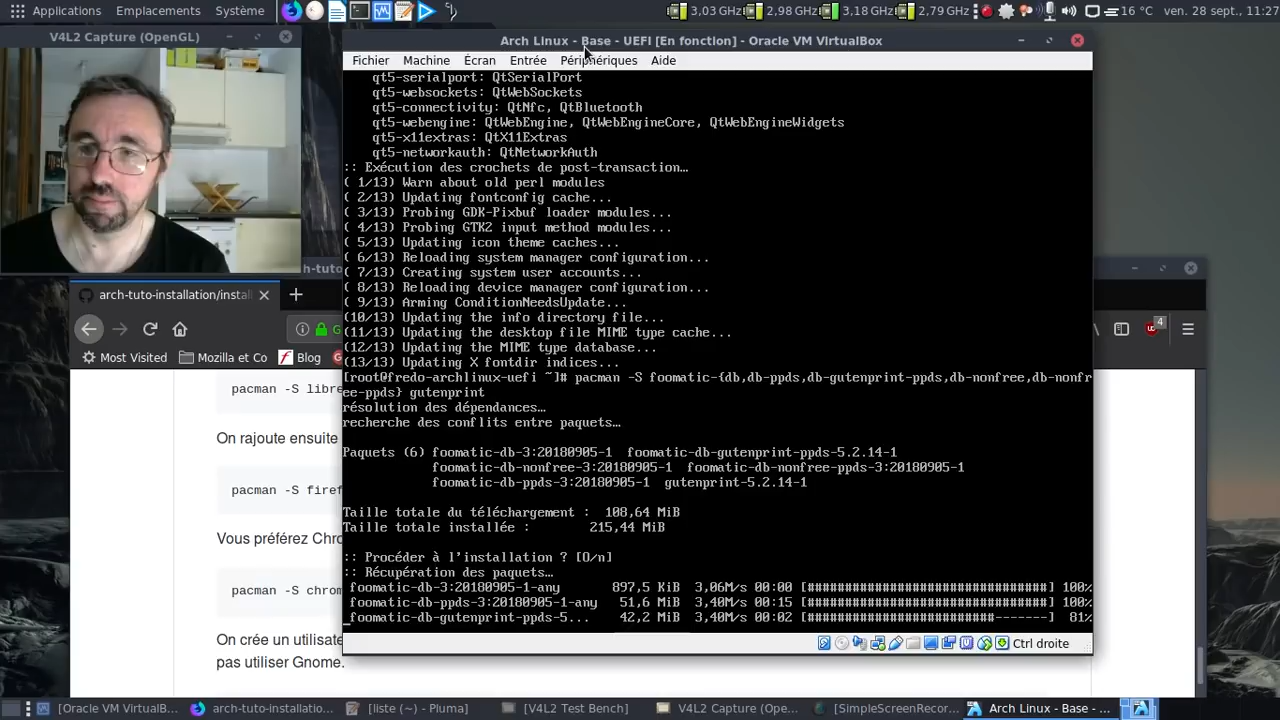 Applications Emplacements Système
3,03 GHz 2,98 GHz 3,18 GHz 2,79 GHz 16 °C ven. 28 sept., 11:27
V4L2 Capture (OpenGL)
Arch Linux - Base - UEFI [En fonction] - Oracle VM VirtualBox
Fichier Machine Écran Entrée Périphériques Aide
qt5-serialport: QtSerialPort
qt5-websockets: QtWebSockets
qt5-connectivity: QtNfc, QtBluetooth
qt5-webengine: QtWebEngine, QtWebEngineCore, QtWebEngineWidgets
qt5-x11extras: QtX11Extras
qt5-networkauth: QtNetworkAuth
:: Exécution des crochets de post-transaction...
( 1/13) Warn about old perl modules
( 2/13) Updating fontconfig cache...
( 3/13) Probing GDK-Pixbuf loader modules...
( 4/13) Probing GTK2 input method modules...
( 5/13) Updating icon theme caches...
( 6/13) Reloading system manager configuration...
( 7/13) Creating system user accounts...
( 8/13) Reloading device manager configuration...
( 9/13) Arming ConditionNeedsUpdate...
(10/13) Updating the info directory file...
(11/13) Updating the desktop file MIME type cache...
(12/13) Updating the MIME type database...
(13/13) Updating X fontdir indices...
[root@fredo-archlinux-uefi ~]# pacman -S foomatic-{db,db-ppds,db-gutenprint-ppds,db-nonfree,db-nonfr
ee-ppds} gutenprint
résolution des dépendances...
recherche des conflits entre paquets...
Paquets (6) foomatic-db-3:20180905-1 foomatic-db-gutenprint-ppds-5.2.14-1
foomatic-db-nonfree-3:20180905-1 foomatic-db-nonfree-ppds-3:20180905-1
foomatic-db-ppds-3:20180905-1 gutenprint-5.2.14-1
Taille totale du téléchargement : 108,64 MiB
Taille totale installée : 215,44 MiB
:: Procéder à l'installation ? [O/n]
:: Récupération des paquets...
foomatic-db-3:20180905-1-any 897,5 KiB 3,06M/s 00:00 [################################] 100%
foomatic-db-ppds-3:20180905-1-any 51,6 MiB 3,40M/s 00:15 [################################] 100%
foomatic-db-gutenprint-ppds-5... 42,2 MiB 3,40M/s 00:02 [#########################-------] 81%
Ctrl droite
h-tuto-
arch-tuto-installation/instal
G
4
Most Visited Mozilla et Co Blog
pacman -S libre
On rajoute ensuite
pacman -S firef
Vous préférez Chro
pacman -S chrom
On crée un utilisate
pas utiliser Gnome.
[Oracle VM VirtualB... arch-tuto-installatio... [liste (~) - Pluma] [V4L2 Test Bench] V4L2 Capture (Ope... [SimpleScreenRecor... Arch Linux - Base - ...